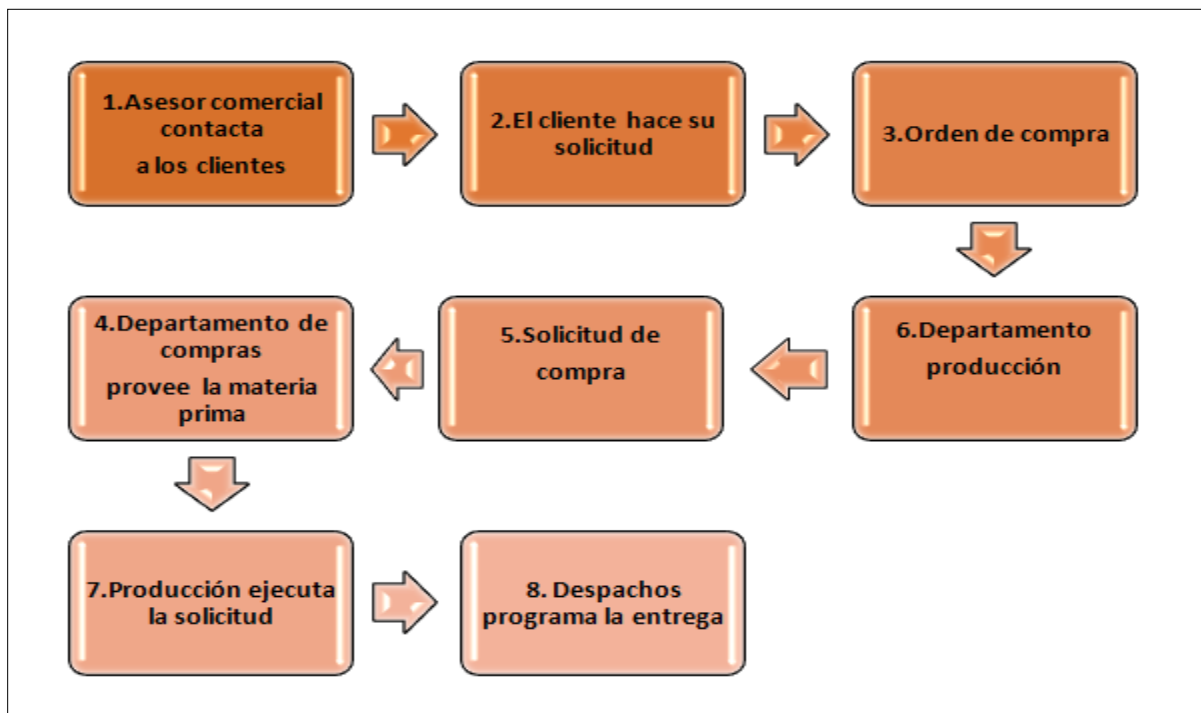 1.Asesor comercial
contacta
a los clientes
2.El cliente hace su
solicitud
3.Orden de compra
4.Departamento de
compras
provee la materia
prima
5.Solicitud de
compra
6.Departamento
producción
7.Producción ejecuta
la solicitud
8. Despachos
programa la entrega